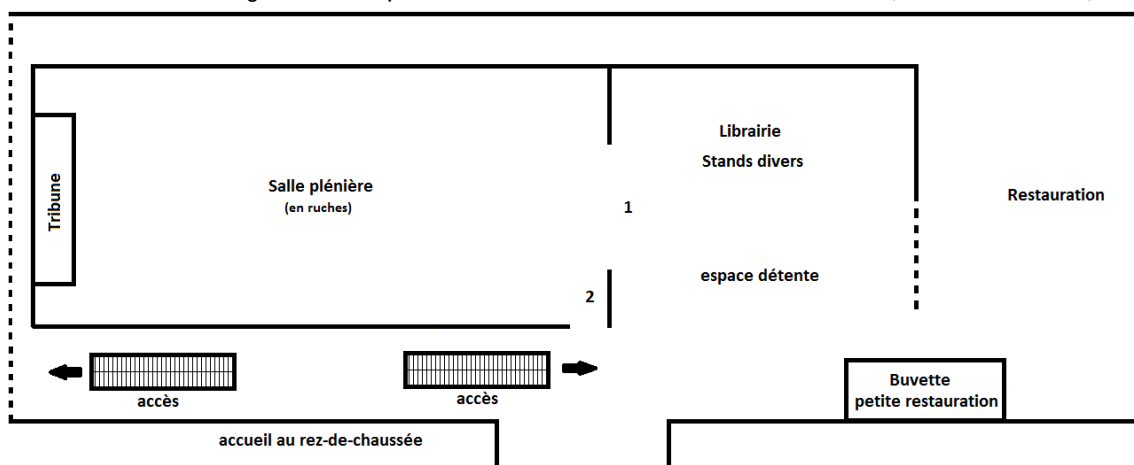 Librairie
Stands divers
Tribune
Salle plénière
(en ruches)
1
Restauration
espace détente
2
accès
accès
Buvette
petite restauration
accueil au rez-de-chaussée